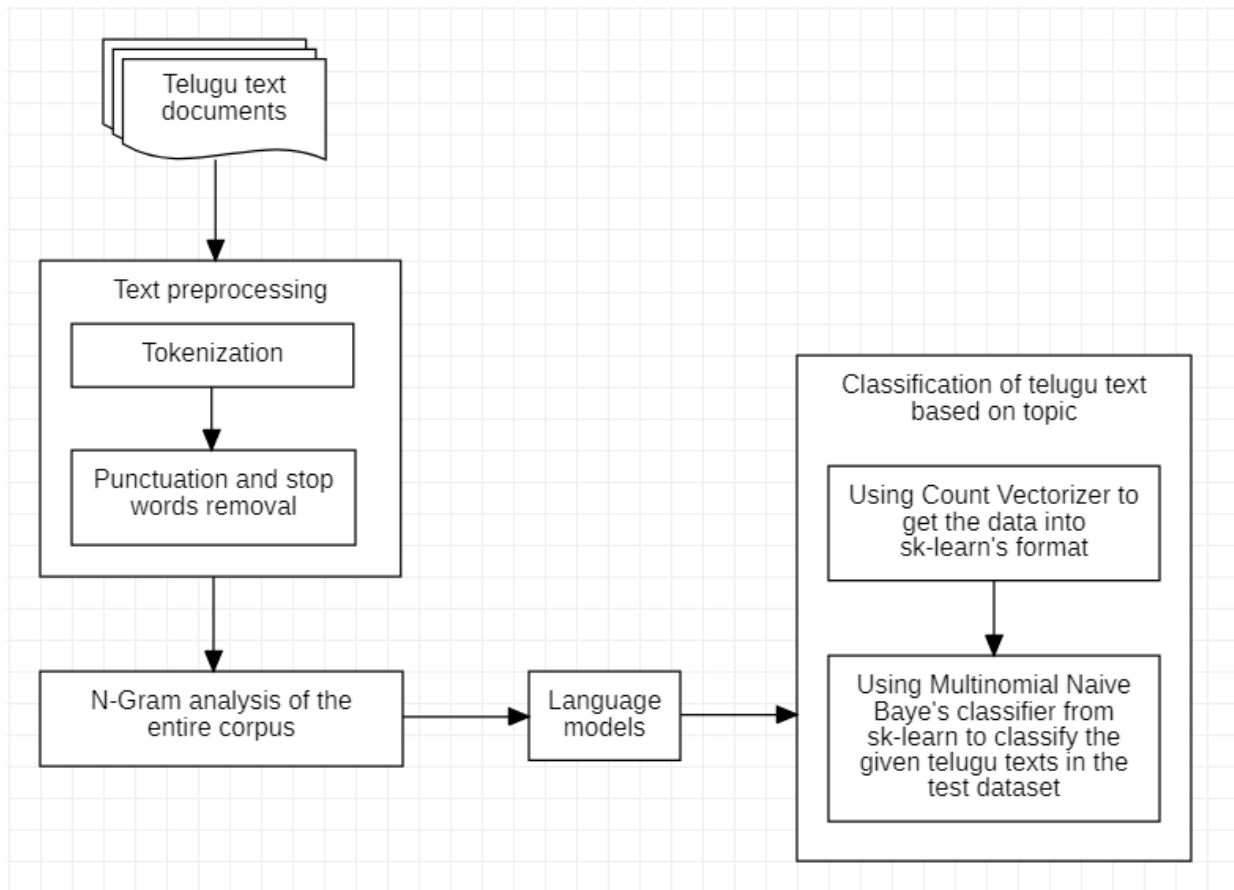 Telugu text
documents
Text preprocessing
Tokenization
Punctuation and stop
words removal
N-Gram analysis of the
entire corpus
Language
models
Classification of telugu text
based on topic
Using Count Vectorizer to
get the data into
sk-learn's format
Using Multinomial Naive
Baye's classifier from
sk-learn to classify the
given telugu texts in the
test dataset